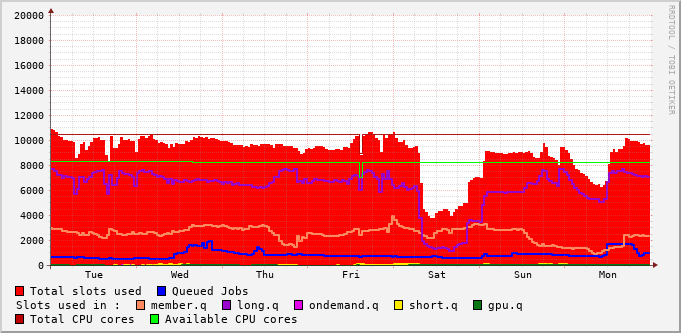 RRDTOOL / TOBI OETIKER
20000
18000
16000
14000
12000
10000
8000
6000
4000
2000
0
Tue Wed Thu Fri Sat Sun Mon
Total slots used Queued Jobs
Slots used in : member.q long.q ondemand.q short.q gpu.q
Total CPU cores Available CPU cores